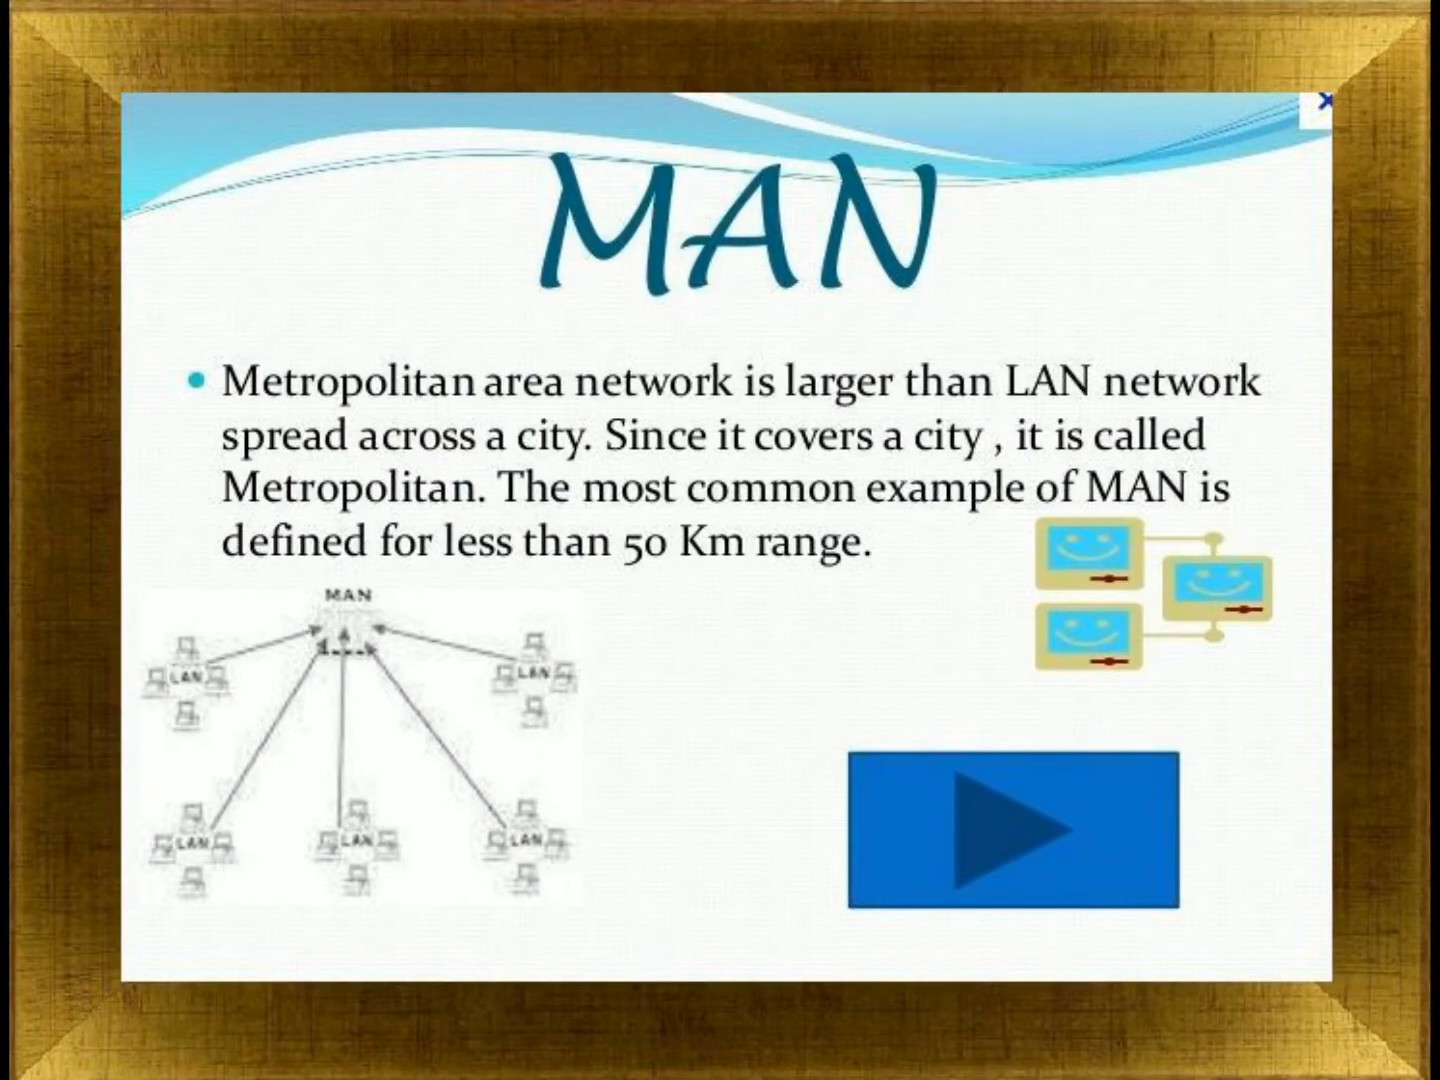 MAN
Metropolitan area network is larger than LAN network
spread across a city. Since it covers a city , it is called
Metropolitan. The most common example of MAN is
defined for less than 50 Km range.
MAN
LAN
LAN
LAN
LAN
LAN